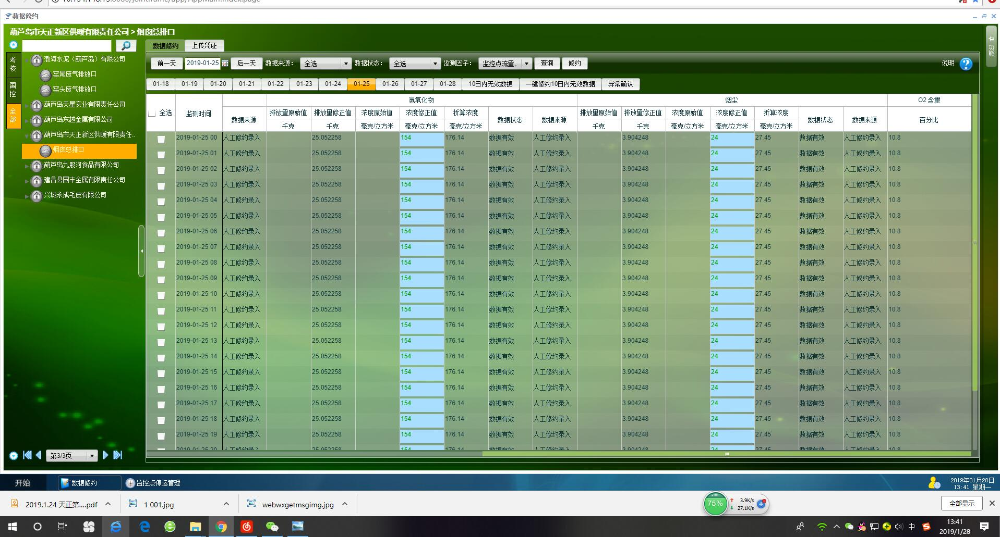 数据修约
葫芦岛市天正新区供暖有限责任公司 > 烟囱总排口
功能
考核
国控
全部
渤海水泥（葫芦岛）有限公司
窑尾废气排放口
窑头废气排放口
葫芦岛天星实业有限责任公司
葫芦岛东越金属有限公司
葫芦岛市天正新区供暖有限责任..
烟囱总排口
葫芦岛九股河食品有限公司
建昌县国丰金属有限责任公司
兴城永成毛皮有限公司
第3/3页
数据修约 上传凭证
前一天 2019-01-25 后一天 数据来源： 全选 数据状态： 全选 监测因子： 监控点流量. 查询 修约 说明
01-18 01-19 01-20 01-21 01-22 01-23 01-24 01-25 01-26 01-27 01-28 10日内无效数据 一键修约10日内无效数据 异常确认
氮氧化物 烟尘 O2 含量
全选 监测时间 数据来源 排放量原始值 排放量修正值 浓度原始值 浓度修正值 折算浓度 数据状态 数据来源 排放量原始值 排放量修正值 浓度原始值 浓度修正值 折算浓度 数据状态 数据来源 百分比
千克 千克 毫克/立方米 毫克/立方米 毫克/立方米 千克 千克 毫克/立方米 毫克/立方米 毫克/立方米
2019-01-25 00 人工修约录入 25.052258 154 176.14 数据有效 人工修约录入 3.904248 24 27.45 数据有效 人工修约录入 10.8
2019-01-25 01 人工修约录入 25.052258 154 176.14 数据有效 人工修约录入 3.904248 24 27.45 数据有效 人工修约录入 10.8
2019-01-25 02 人工修约录入 25.052258 154 176.14 数据有效 人工修约录入 3.904248 24 27.45 数据有效 人工修约录入 10.8
2019-01-25 03 人工修约录入 25.052258 154 176.14 数据有效 人工修约录入 3.904248 24 27.45 数据有效 人工修约录入 10.8
2019-01-25 04 人工修约录入 25.052258 154 176.14 数据有效 人工修约录入 3.904248 24 27.45 数据有效 人工修约录入 10.8
2019-01-25 05 人工修约录入 25.052258 154 176.14 数据有效 人工修约录入 3.904248 24 27.45 数据有效 人工修约录入 10.8
2019-01-25 06 人工修约录入 25.052258 154 176.14 数据有效 人工修约录入 3.904248 24 27.45 数据有效 人工修约录入 10.8
2019-01-25 07 人工修约录入 25.052258 154 176.14 数据有效 人工修约录入 3.904248 24 27.45 数据有效 人工修约录入 10.8
2019-01-25 08 人工修约录入 25.052258 154 176.14 数据有效 人工修约录入 3.904248 24 27.45 数据有效 人工修约录入 10.8
2019-01-25 09 人工修约录入 25.052258 154 176.14 数据有效 人工修约录入 3.904248 24 27.45 数据有效 人工修约录入 10.8
2019-01-25 10 人工修约录入 25.052258 154 176.14 数据有效 人工修约录入 3.904248 24 27.45 数据有效 人工修约录入 10.8
2019-01-25 11 人工修约录入 25.052258 154 176.14 数据有效 人工修约录入 3.904248 24 27.45 数据有效 人工修约录入 10.8
2019-01-25 12 人工修约录入 25.052258 154 176.14 数据有效 人工修约录入 3.904248 24 27.45 数据有效 人工修约录入 10.8
2019-01-25 13 人工修约录入 25.052258 154 176.14 数据有效 人工修约录入 3.904248 24 27.45 数据有效 人工修约录入 10.8
2019-01-25 14 人工修约录入 25.052258 154 176.14 数据有效 人工修约录入 3.904248 24 27.45 数据有效 人工修约录入 10.8
2019-01-25 15 人工修约录入 25.052258 154 176.14 数据有效 人工修约录入 3.904248 24 27.45 数据有效 人工修约录入 10.8
2019-01-25 16 人工修约录入 25.052258 154 176.14 数据有效 人工修约录入 3.904248 24 27.45 数据有效 人工修约录入 10.8
2019-01-25 17 人工修约录入 25.052258 154 176.14 数据有效 人工修约录入 3.904248 24 27.45 数据有效 人工修约录入 10.8
2019-01-25 18 人工修约录入 25.052258 154 176.14 数据有效 人工修约录入 3.904248 24 27.45 数据有效 人工修约录入 10.8
2019-01-25 19 人工修约录入 25.052258 154 176.14 数据有效 人工修约录入 3.904248 24 27.45 数据有效 人工修约录入 10.8
2019-01-25 20 人工修约录入 25.052258 154 176.14 数据有效 人工修约录入 3.904248 24 27.45 数据有效 人工修约录入 10.8
开始 数据修约 监控点停运管理 2019年01月28日
13:41 星期一
2019.1.24 天正第....pdf 1 001.jpg webwxgetmsgimg.jpg 75% 3.9K/s 27.1K/s 全部显示
中 13:41
2019/1/28